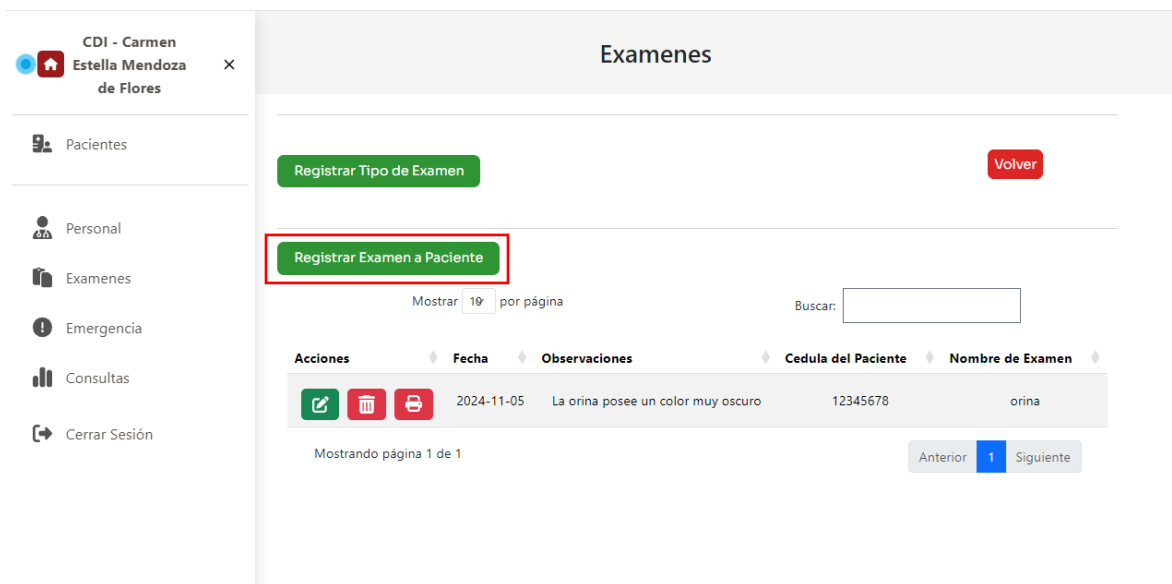 CDI - Carmen
Estella Mendoza
de Flores
×
Pacientes
Personal
Examenes
Emergencia
Consultas
Cerrar Sesión
Examenes
Registrar Tipo de Examen
Volver
Registrar Examen a Paciente
Mostrar 10 por página
Buscar:
Acciones Fecha Observaciones Cedula del Paciente Nombre de Examen
2024-11-05 La orina posee un color muy oscuro 12345678 orina
Mostrando página 1 de 1
Anterior 1 Siguiente